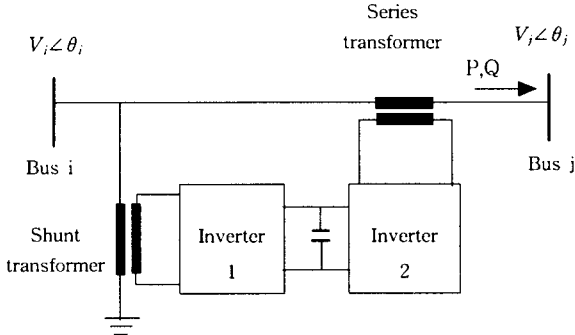 Series
transformer
V_i∠θ_i
V_j∠θ_j
P,Q
Bus i
Bus j
Shunt
transformer
Inverter
1
Inverter
2